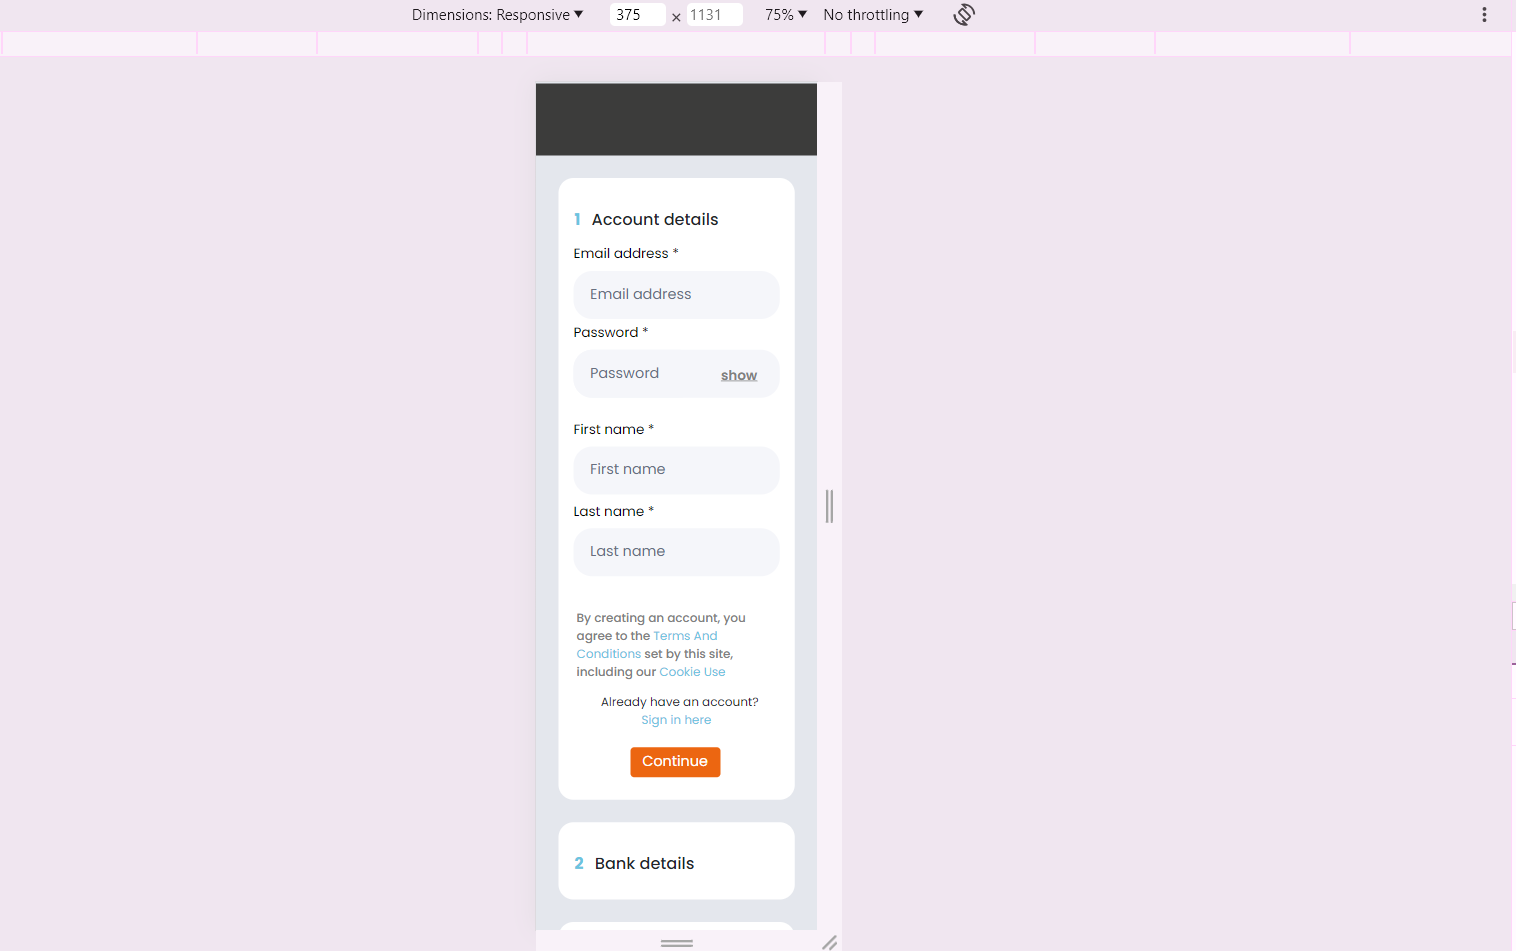 Dimensions: Responsive ▼ 375 × 1131 75% ▼ No throttling ▼
1 Account details
Email address *
Email address
Password *
Password show
First name *
First name
Last name *
Last name
By creating an account, you
agree to the Terms And
Conditions set by this site,
including our Cookie Use
Already have an account?
Sign in here
Continue
2 Bank details